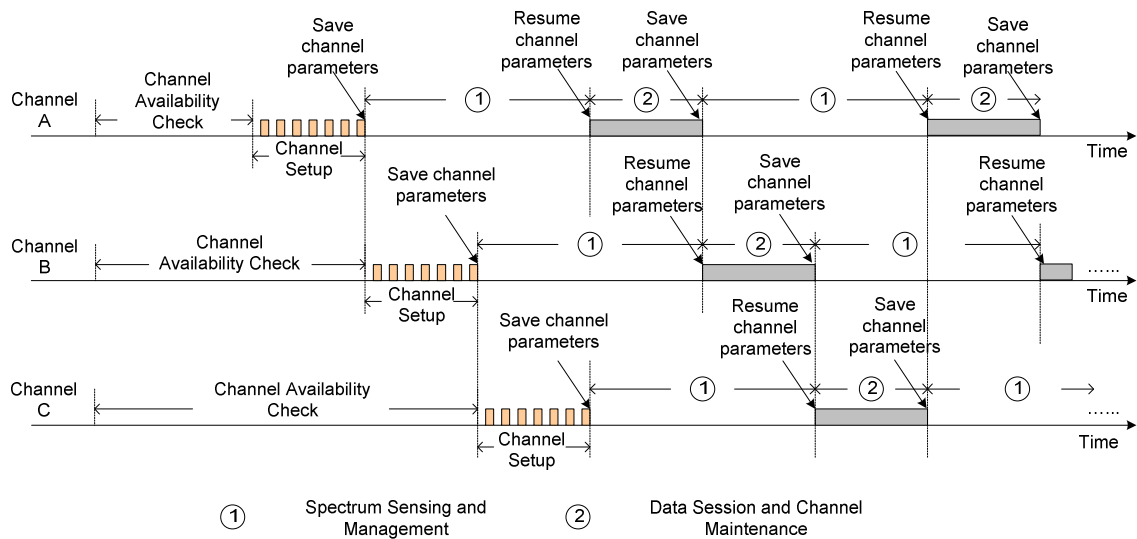 Save
channel
parameters
Resume
channel
parameters
Save
channel
parameters
Resume
channel
parameters
Save
channel
parameters
Channel
A
Channel
Availability
Check
1
2
1
2
Channel
Setup
Time
Save channel
parameters
Resume
channel
parameters
Save
channel
parameters
Resume
channel
parameters
Channel
B
Channel
Availability Check
1
2
1
Channel
Setup
......
Time
Save channel
parameters
Resume
channel
parameters
Save
channel
parameters
Channel
C
Channel Availability
Check
1
2
1
Channel
Setup
......
Time
1 Spectrum Sensing and
Management
2 Data Session and Channel
Maintenance